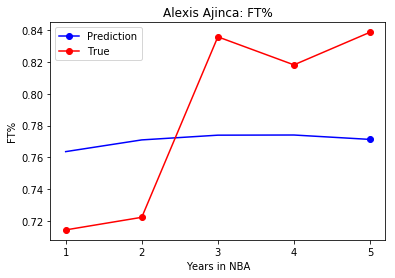 Alexis Ajinca: FT%
Prediction
True
0.84
0.82
0.80
0.78
0.76
0.74
0.72
FT%
1 2 3 4 5
Years in NBA